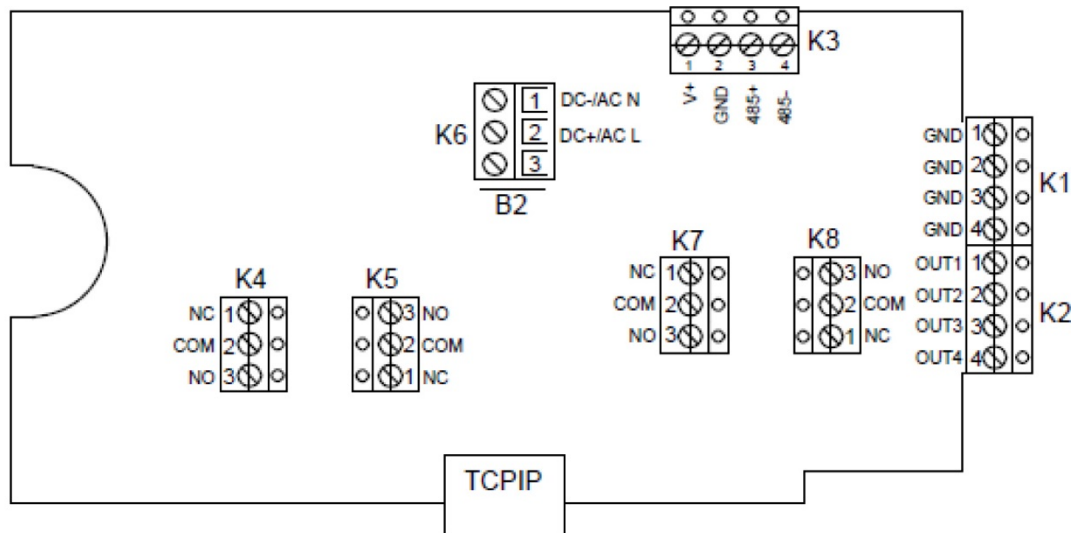 K3
1 2 3 4
V+ GND 485+ 485-
K6
1 DC-/AC N
2 DC+/AC L
3
B2
GND 1
GND 2
GND 3
GND 4
K1
OUT1 1
OUT2 2
OUT3 3
OUT4 4
K2
K4
NC 1
COM 2
NO 3
K5
3 NO
2 COM
1 NC
K7
NC 1
COM 2
NO 3
K8
3 NO
2 COM
1 NC
TCPIP